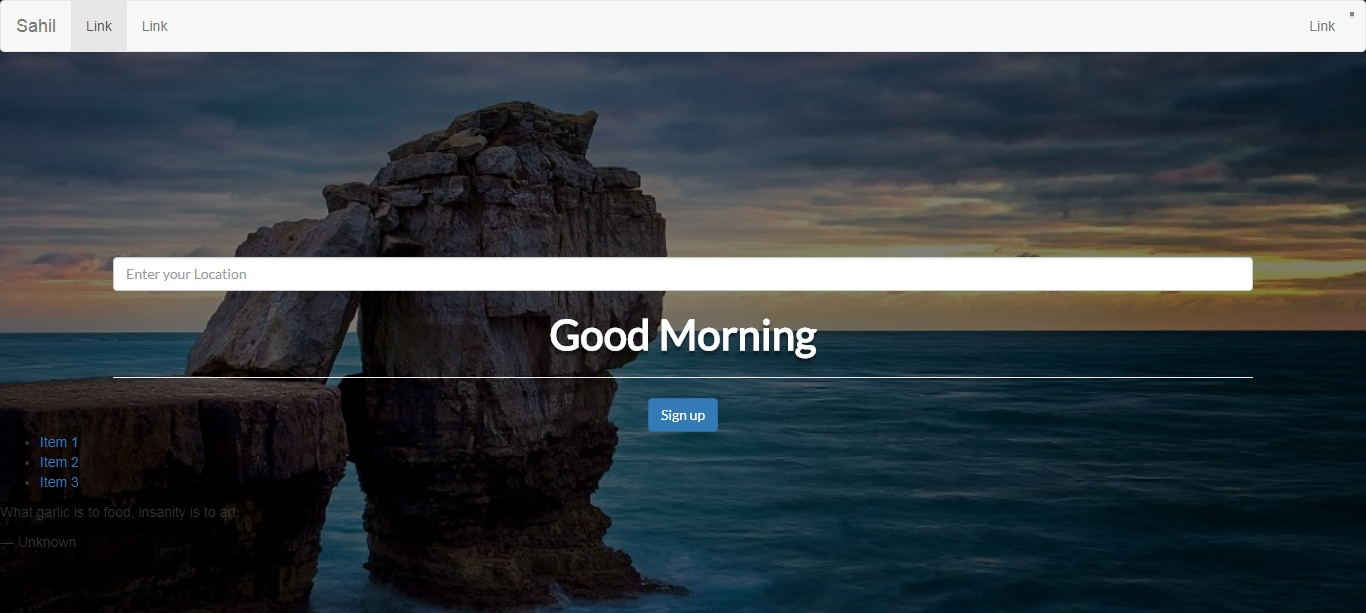 Sahil Link Link Link
Enter your Location
Good Morning
Sign up
Item 1
Item 2
Item 3
What garlic is to food, insanity is to art.
— Unknown